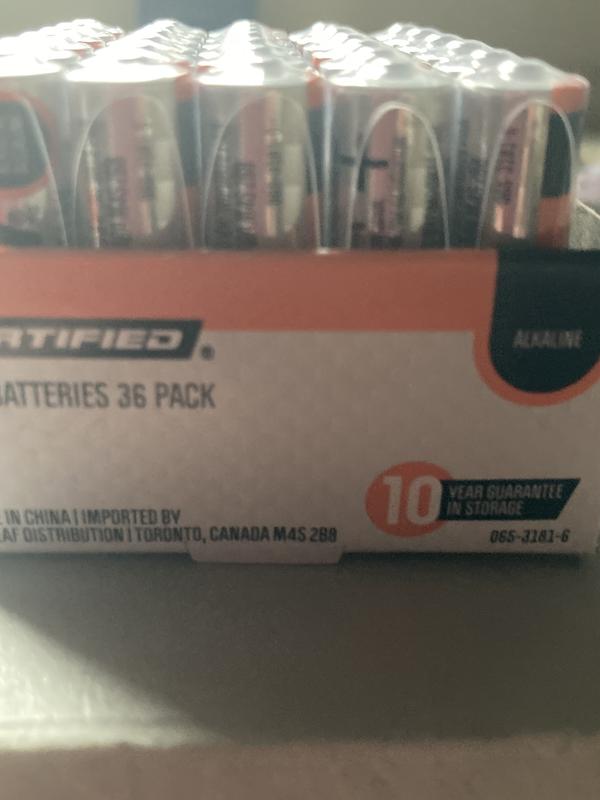 RTIFIED
ALKALINE
BATTERIES 36 PACK
10 YEAR GUARANTEE
IN STORAGE
IN CHINA | IMPORTED BY
LAF DISTRIBUTION | TORONTO, CANADA M4S 2B8
065-3181-6